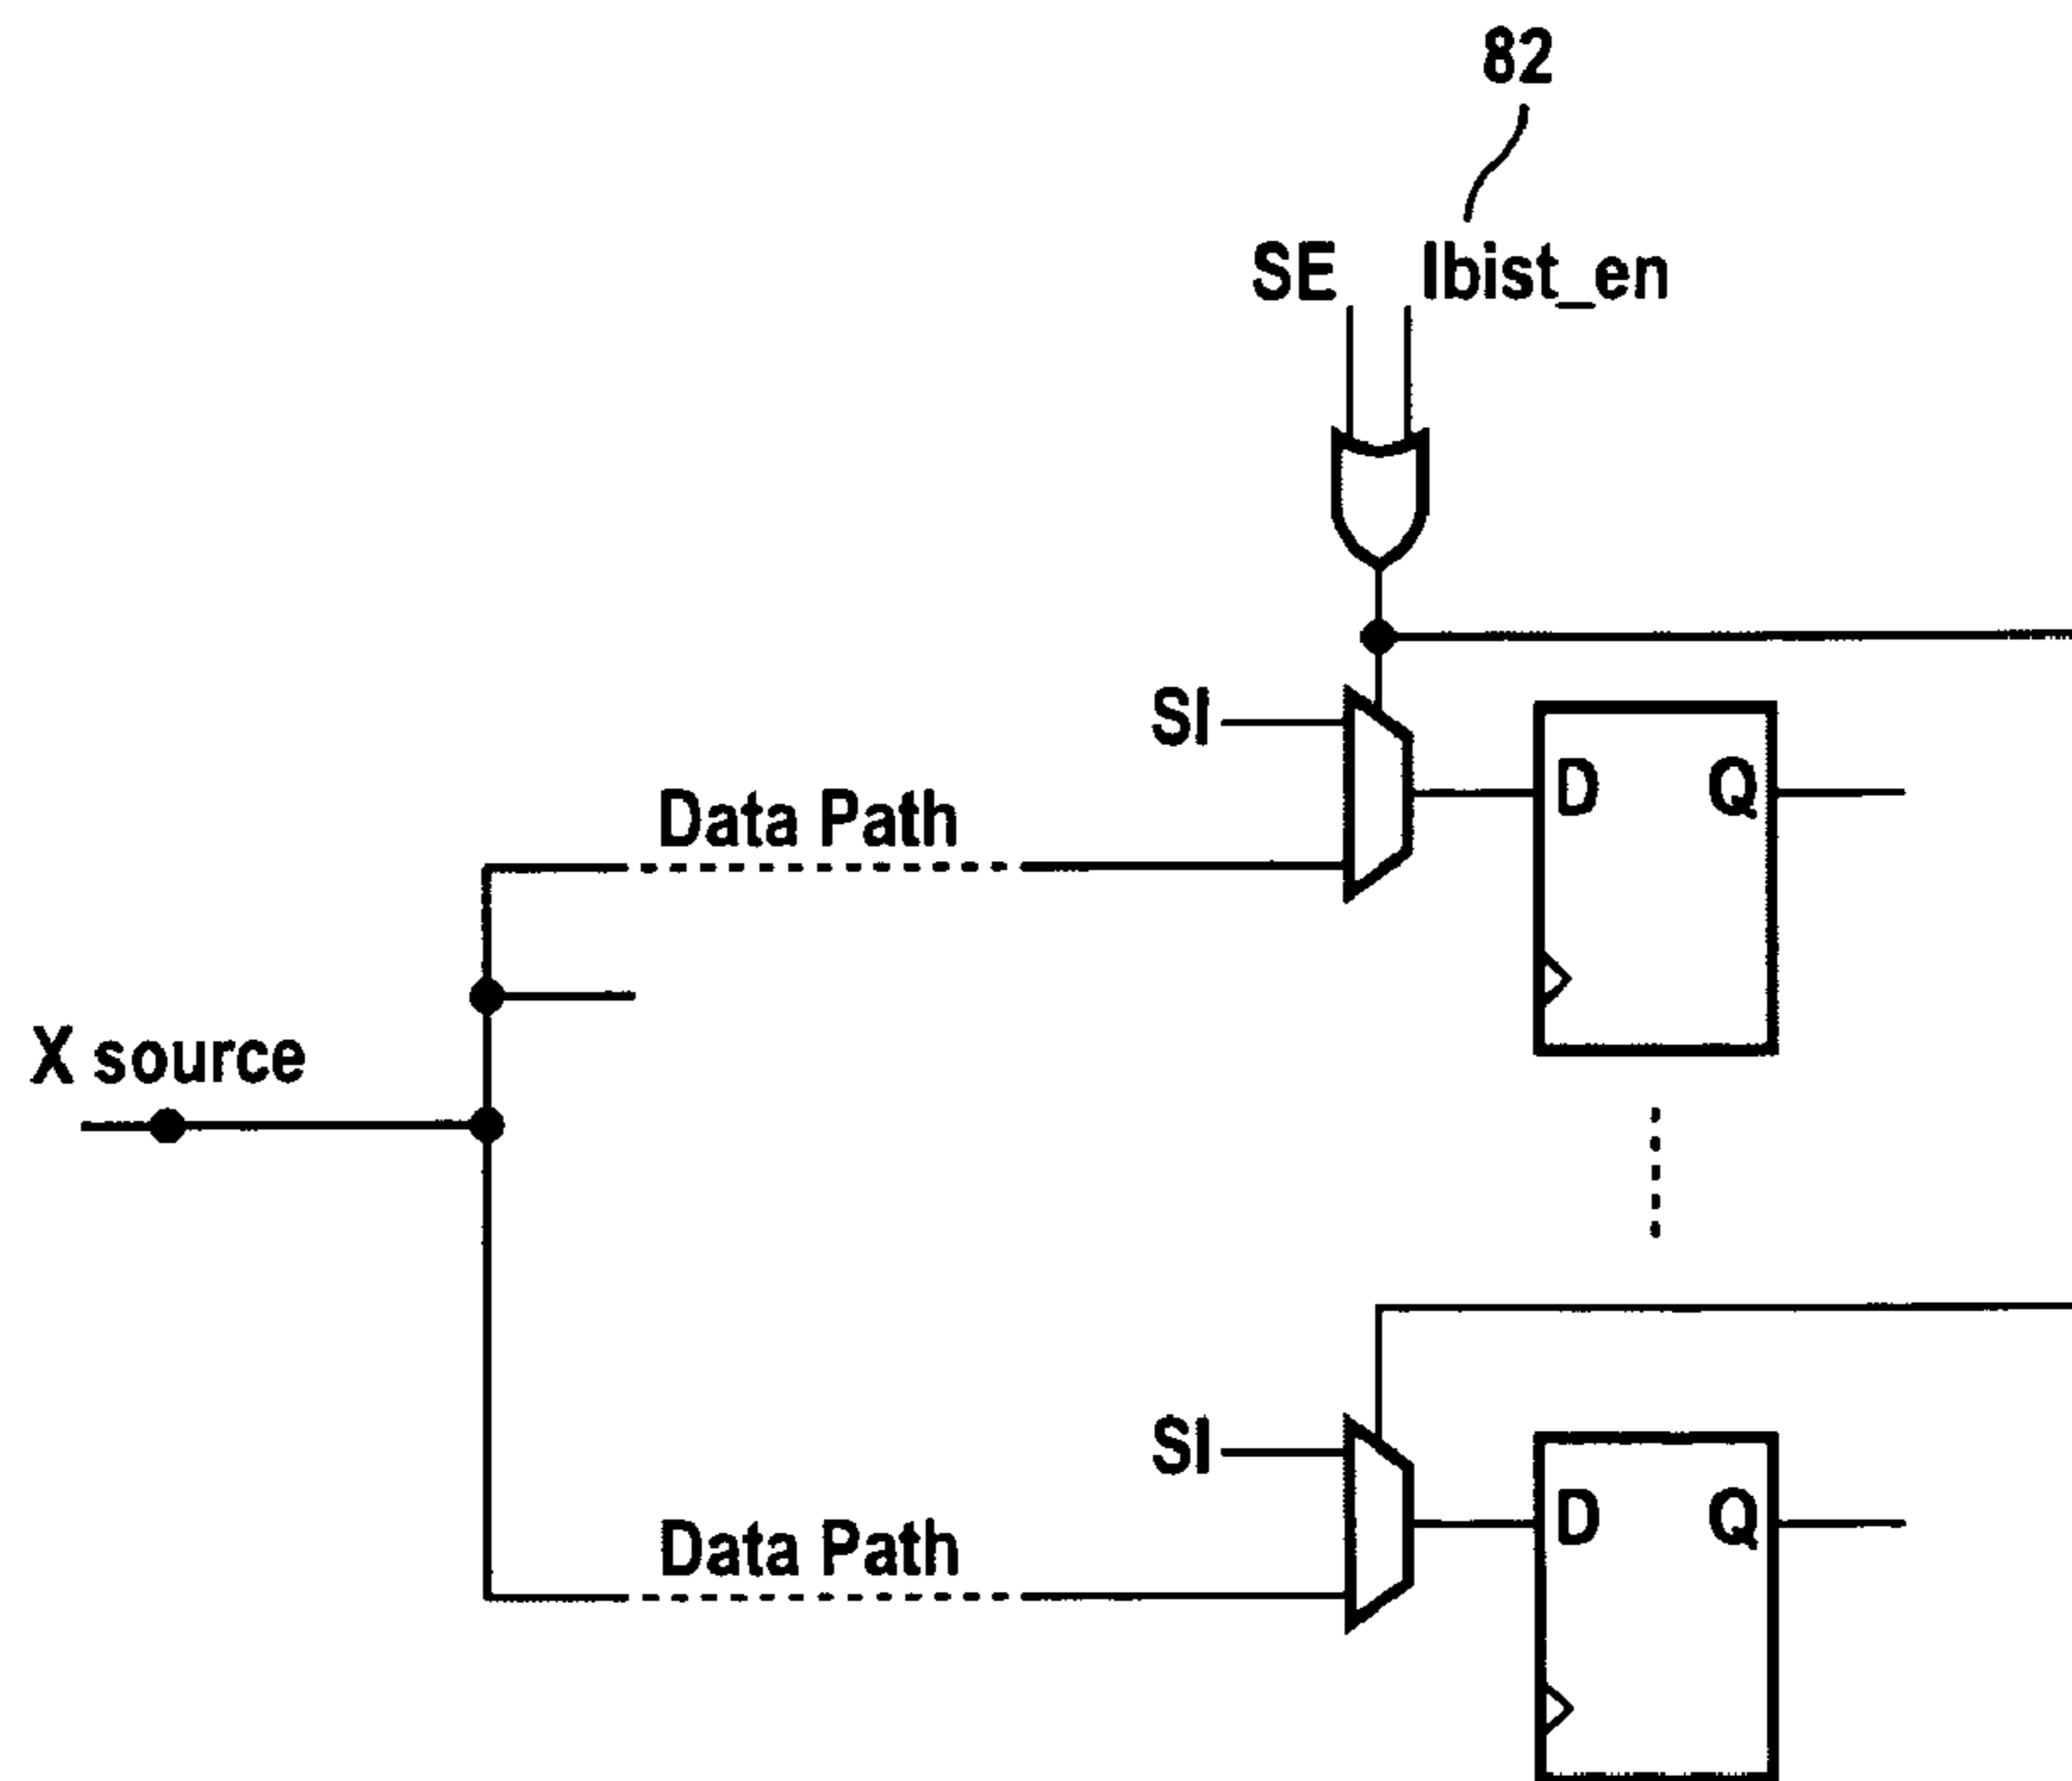 82
SE lbist_en
SI
D Q
Data Path
X source
SI
D Q
Data Path